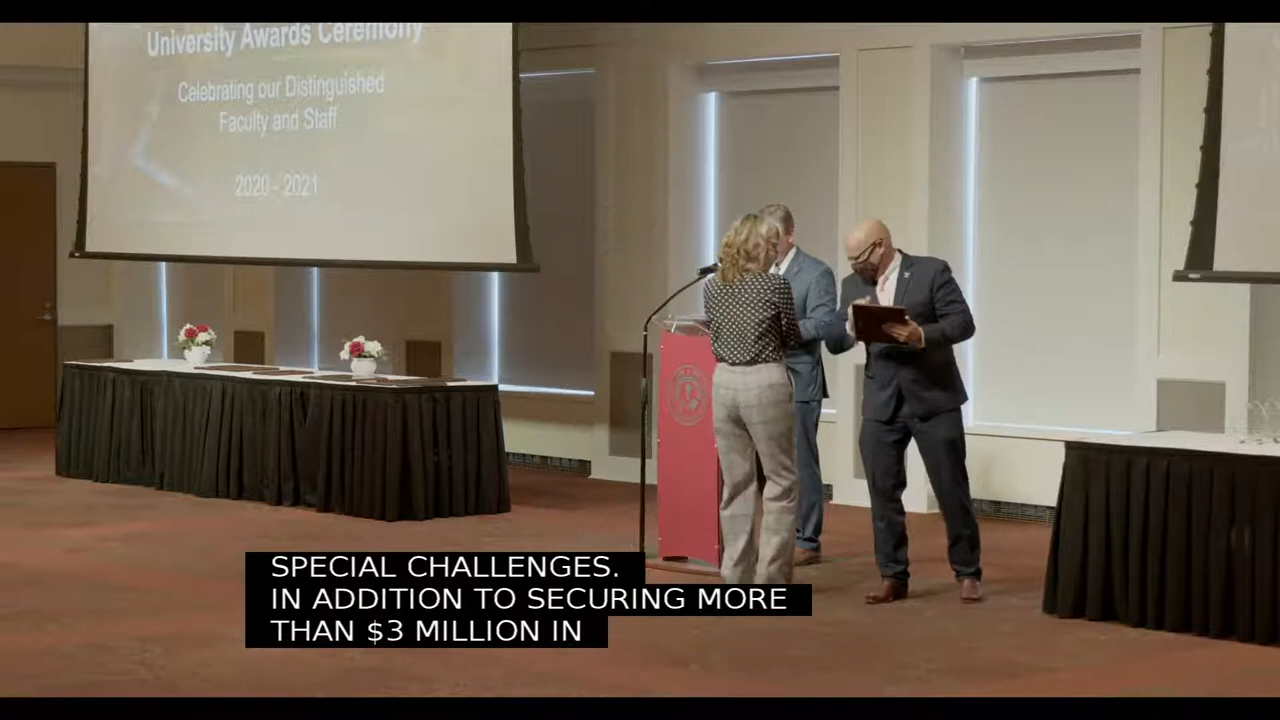 University Awards Ceremony
Celebrating our Distinguished
Faculty and Staff
2020 - 2021
SPECIAL CHALLENGES.
IN ADDITION TO SECURING MORE
THAN $3 MILLION IN